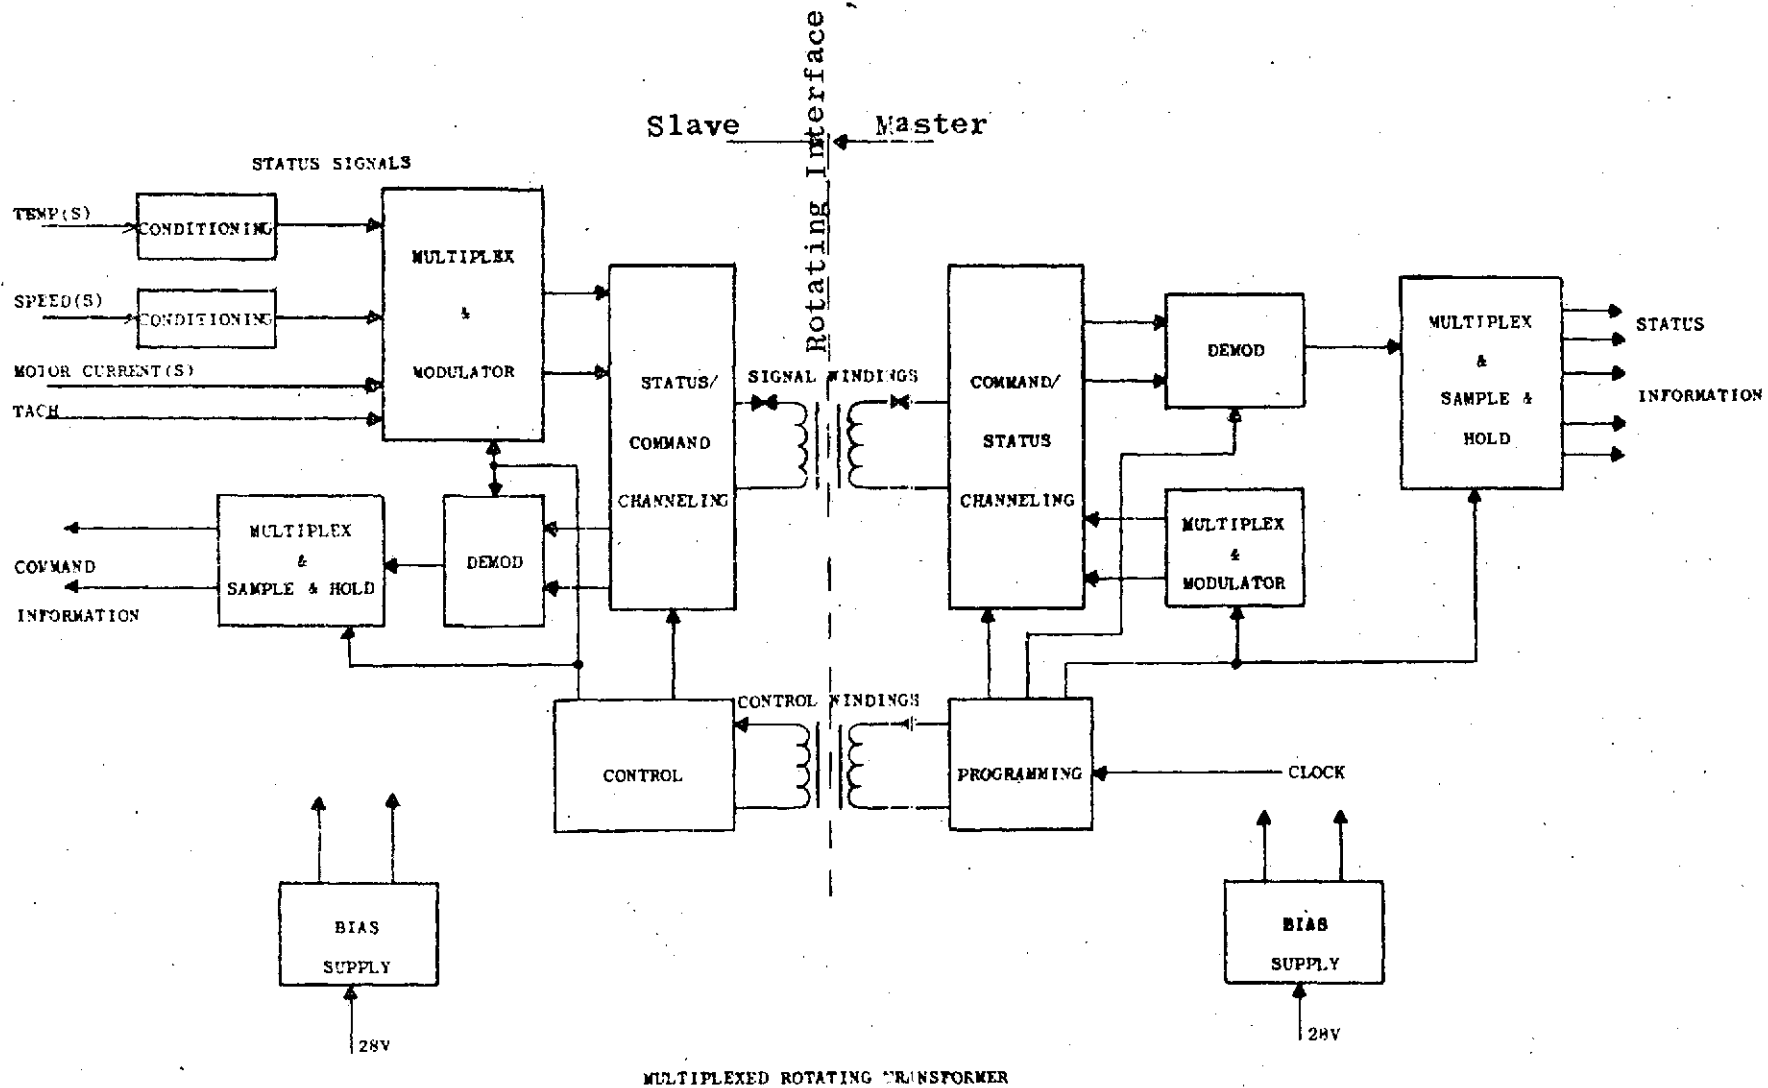 Rotating Interface
Slave
Master
STATUS SIGNALS
TEMP(S)
CONDITIONING
SPEED(S)
CONDITIONING
MOTOR CURRENT(S)
TACH
MULTIPLEX
&
MODULATOR
STATUS/
COMMAND
CHANNELING
SIGNAL WINDINGS
COMMAND/
STATUS
CHANNELING
DEMOD
MULTIPLEX
&
SAMPLE &
HOLD
STATUS
INFORMATION
MULTIPLEX
&
SAMPLE & HOLD
COMMAND
INFORMATION
DEMOD
MULTIPLEX
&
MODULATOR
CONTROL WINDINGS
CONTROL
PROGRAMMING
CLOCK
BIAS
SUPPLY
28V
BIAS
SUPPLY
28V
MULTIPLEXED ROTATING TRANSFORMER